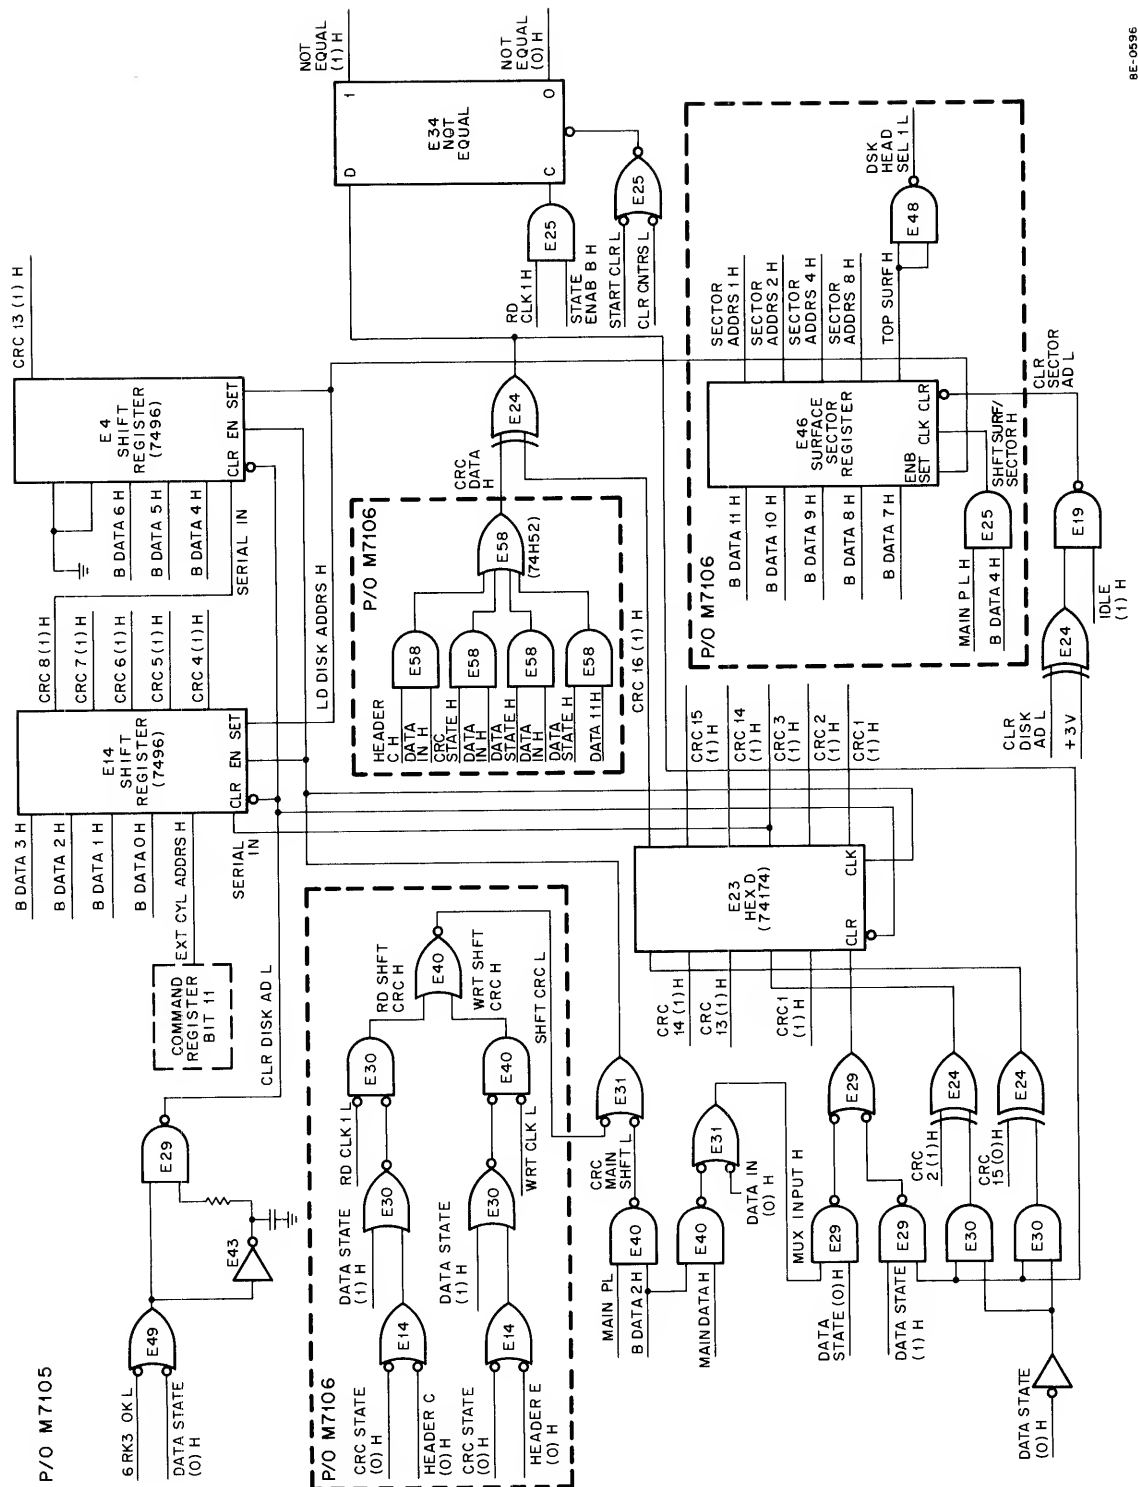 P/O M7105
6RK3 OK L
DATA STATE
(0) H
E49
E43
E29
CLR DISK AD L
COMMAND
REGISTER
BIT 11
EXT CYL ADDRS H
B DATA 3 H
B DATA 2 H
B DATA 1 H
B DATA 0 H
SERIAL
IN
E14
SHIFT
REGISTER
(7496)
CLR EN SET
CRC 8 (1) H
CRC 7 (1) H
CRC 6 (1) H
CRC 5 (1) H
CRC 4 (1) H
LD DISK ADDRS H
B DATA 6 H
B DATA 5 H
B DATA 4 H
SERIAL IN
E4
SHIFT
REGISTER
(7496)
CLR EN SET
CRC 13 (1) H
P/O M7106
CRC STATE
(0) H
HEADER C
(0) H
CRC STATE
(0) H
HEADER E
(0) H
E14
E14
DATA STATE
(1) H
DATA STATE
(1) H
E30
E30
RD CLK 1 L
WRT CLK L
E30
E40
RD SHFT
CRC H
WRT SHFT
CRC H
E40
SHFT CRC L
P/O M7106
HEADER
C H
DATA
IN H
CRC
STATE H
DATA
IN H
DATA
STATE H
DATA
IN H
DATA
STATE H
DATA 11 H
E58
E58
E58
E58
E58
(74H52)
CRC
DATA
H
E24
CRC 16 (1) H
NOT
EQUAL
(1) H
NOT
EQUAL
(0) H
D
1
E34
NOT
EQUAL
C
0
E25
RD
CLK 1 H
STATE
ENAB B H
E25
START CLR L
CLR CNTRS L
MAIN PL
B DATA 2 H
MAIN DATA H
E40
E40
CRC
MAIN
SHFT L
E31
E31
DATA IN
(0) H
MUX INPUT H
DATA
STATE (0) H
DATA STATE
(1) H
E29
E29
E29
E30
E30
CRC
2 (1) H
CRC
15 (0) H
E24
E24
DATA STATE
(0) H
CRC
14 (1) H
CRC
13 (1) H
CRC 1
(1) H
E23
HEX D
(74174)
CLR
CLK
CRC 15
(1) H
CRC 14
(1) H
CRC 3
(1) H
CRC 2
(1) H
CRC 1
(1) H
P/O M7106
B DATA 11 H
B DATA 10 H
B DATA 9 H
B DATA 8 H
B DATA 7 H
E46
SURFACE
SECTOR
REGISTER
ENB
SET CLK CLR
SECTOR
ADDRS 1 H
SECTOR
ADDRS 2 H
SECTOR
ADDRS 4 H
SECTOR
ADDRS 8 H
TOP SURF H
E48
DSK
HEAD
SEL 1 L
MAIN P L H
B DATA 4 H
E25
SHFT SURF/
SECTOR H
CLR
DISK
AD L
+3V
E24
IDLE
(1) H
E19
CLR
SECTOR
AD L
8E-0596